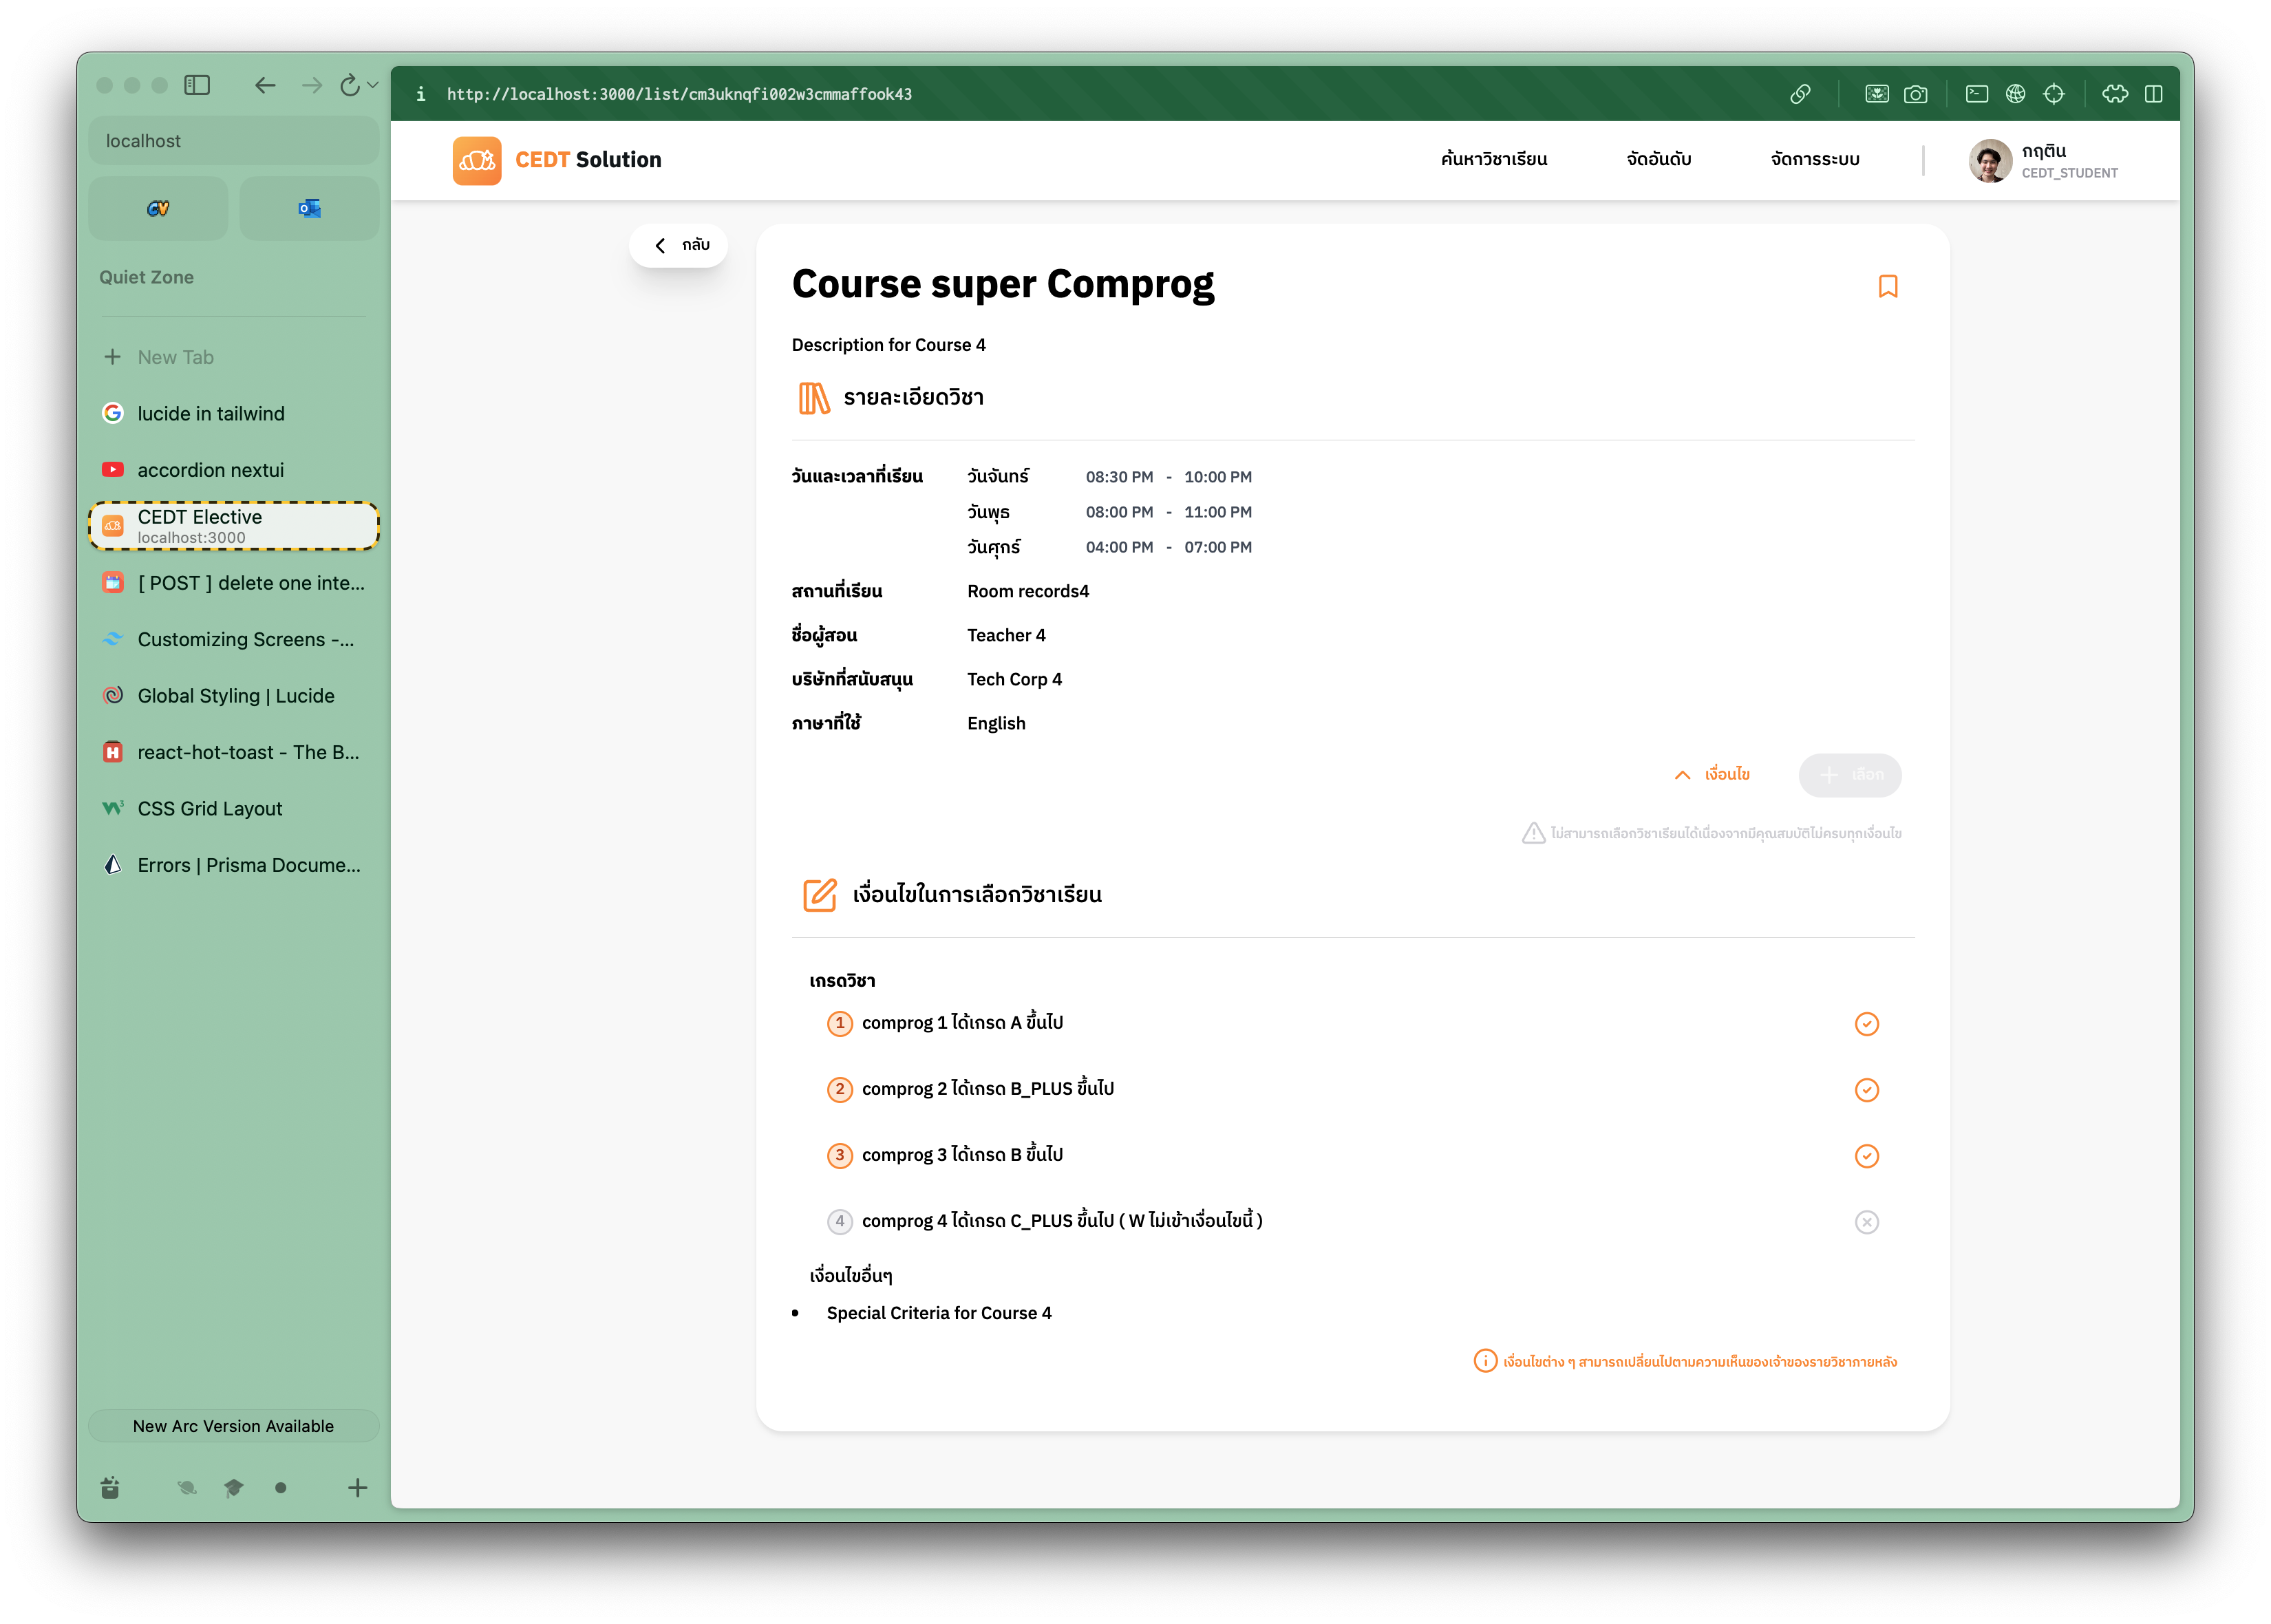 localhost
Quiet Zone
New Tab
lucide in tailwind
accordion nextui
CEDT Elective
localhost:3000
[ POST ] delete one inte...
Customizing Screens -...
Global Styling | Lucide
react-hot-toast - The B...
CSS Grid Layout
Errors | Prisma Docume...
New Arc Version Available
http://localhost:3000/list/cm3uknqfi002w3cmmaffook43
CEDT Solution
ค้นหาวิชาเรียน
จัดอันดับ
จัดการระบบ
กฤติน
CEDT_STUDENT
กลับ
Course super Comprog
Description for Course 4
รายละเอียดวิชา
วันและเวลาที่เรียน วันจันทร์ 08:30 PM - 10:00 PM
วันพุธ 08:00 PM - 11:00 PM
วันศุกร์ 04:00 PM - 07:00 PM
สถานที่เรียน Room records4
ชื่อผู้สอน Teacher 4
บริษัทที่สนับสนุน Tech Corp 4
ภาษาที่ใช้ English
เงื่อนไข เลือก
ไม่สามารถเลือกวิชาเรียนได้เนื่องจากมีคุณสมบัติไม่ครบทุกเงื่อนไข
เงื่อนไขในการเลือกวิชาเรียน
เกรดวิชา
1 comprog 1 ได้เกรด A ขึ้นไป
2 comprog 2 ได้เกรด B_PLUS ขึ้นไป
3 comprog 3 ได้เกรด B ขึ้นไป
4 comprog 4 ได้เกรด C_PLUS ขึ้นไป ( W ไม่เข้าเงื่อนไขนี้ )
เงื่อนไขอื่นๆ
• Special Criteria for Course 4
เงื่อนไขต่าง ๆ สามารถเปลี่ยนไปตามความเห็นของเจ้าของรายวิชาภายหลัง